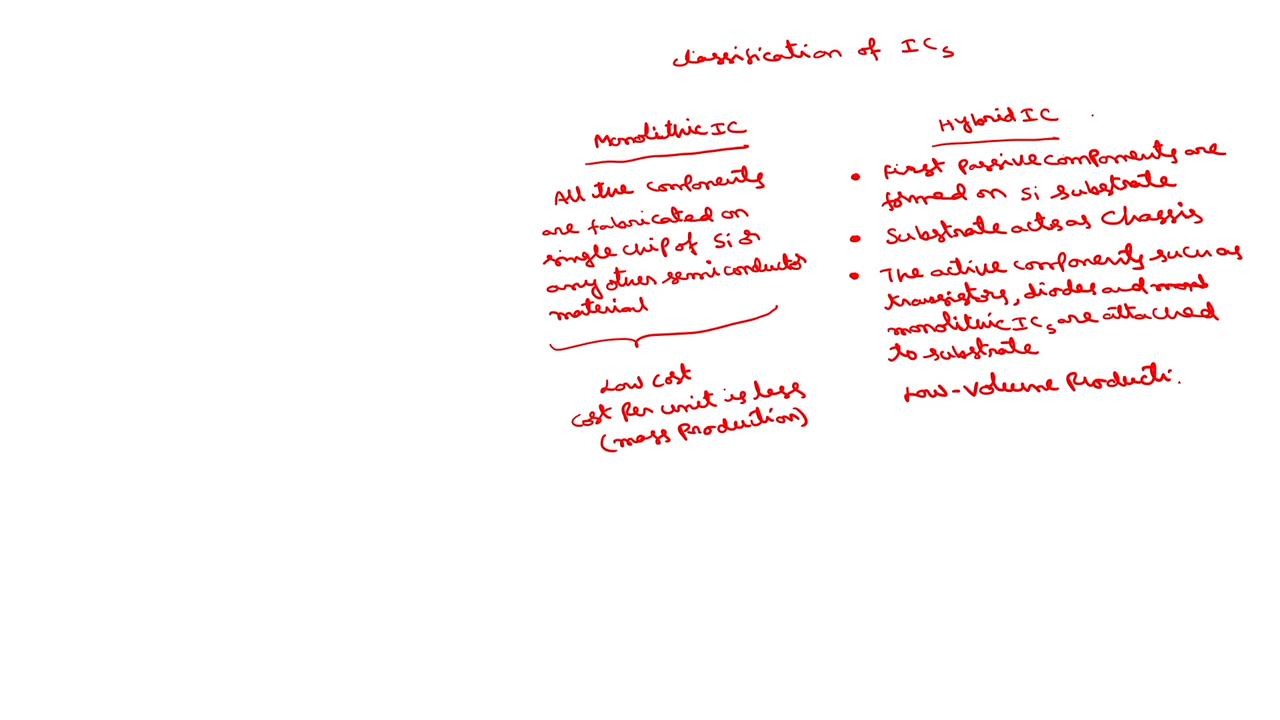 Classification of ICs
Monolithic IC
All the components
are fabricated on
single chip of Si or
any other semiconductor
material
Low cost
cost per unit is less
(mass production)
Hybrid IC
• First passive components are
formed on Si substrate
• Substrate acts as Chassis
• The active components such as
transistors, diodes and
monolithic ICs are attached
to substrate
Low-Volume Producti